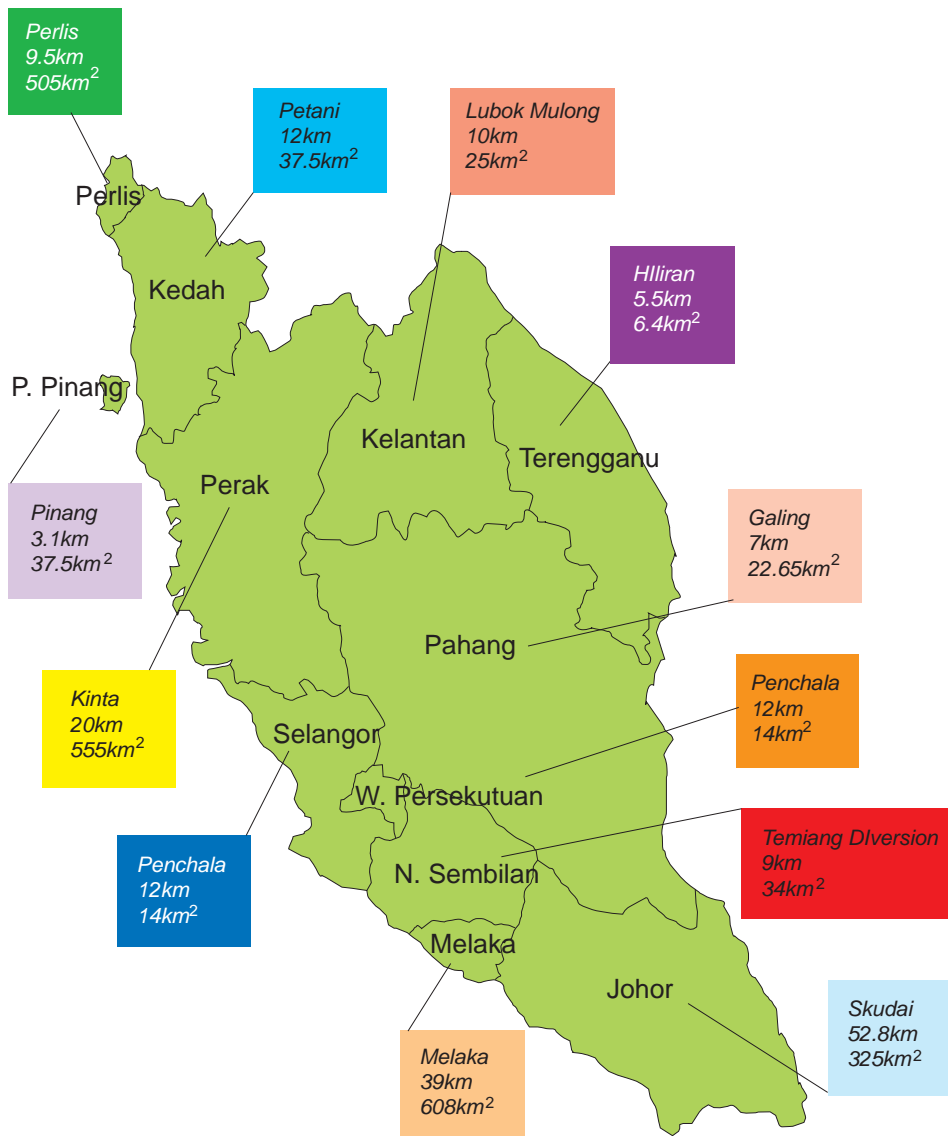 Perlis
9.5km
505km²
Petani
12km
37.5km²
Lubok Mulong
10km
25km²
HIliran
5.5km
6.4km²
Perlis
Kedah
P. Pinang
Kelantan
Terengganu
Perak
Pinang
3.1km
37.5km²
Galing
7km
22.65km²
Pahang
Kinta
20km
555km²
Selangor
Penchala
12km
14km²
W. Persekutuan
Temiang DIversion
9km
34km²
Penchala
12km
14km²
N. Sembilan
Melaka
Johor
Skudai
52.8km
325km²
Melaka
39km
608km²